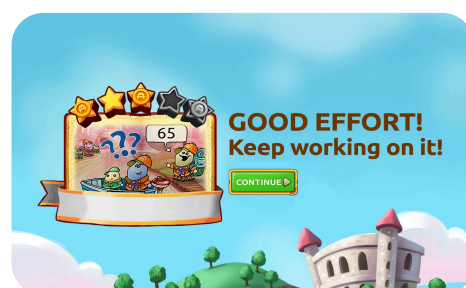 ???
65
GOOD EFFORT!
Keep working on it!
CONTINUE